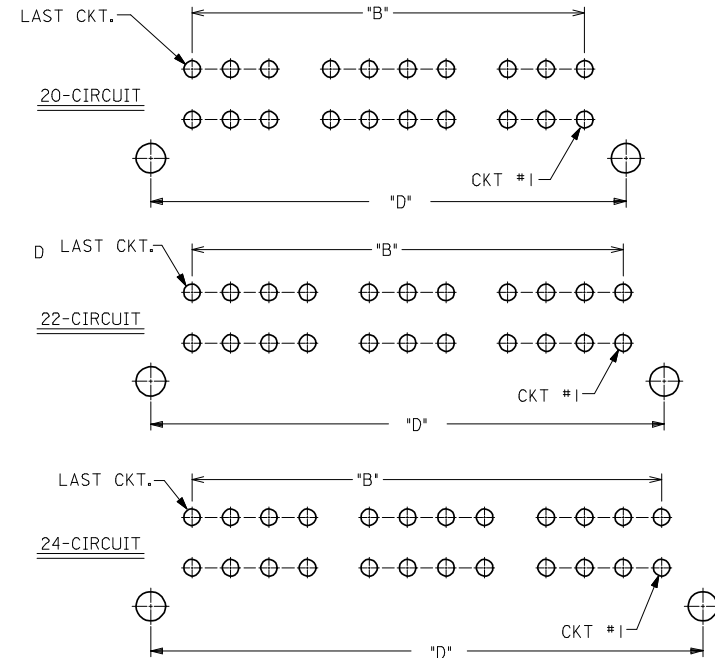 LAST CKT.
"B"
20-CIRCUIT
CKT #1
"D"
D
LAST CKT.
"B"
22-CIRCUIT
CKT #1
"D"
LAST CKT.
"B"
24-CIRCUIT
CKT #1
"D"